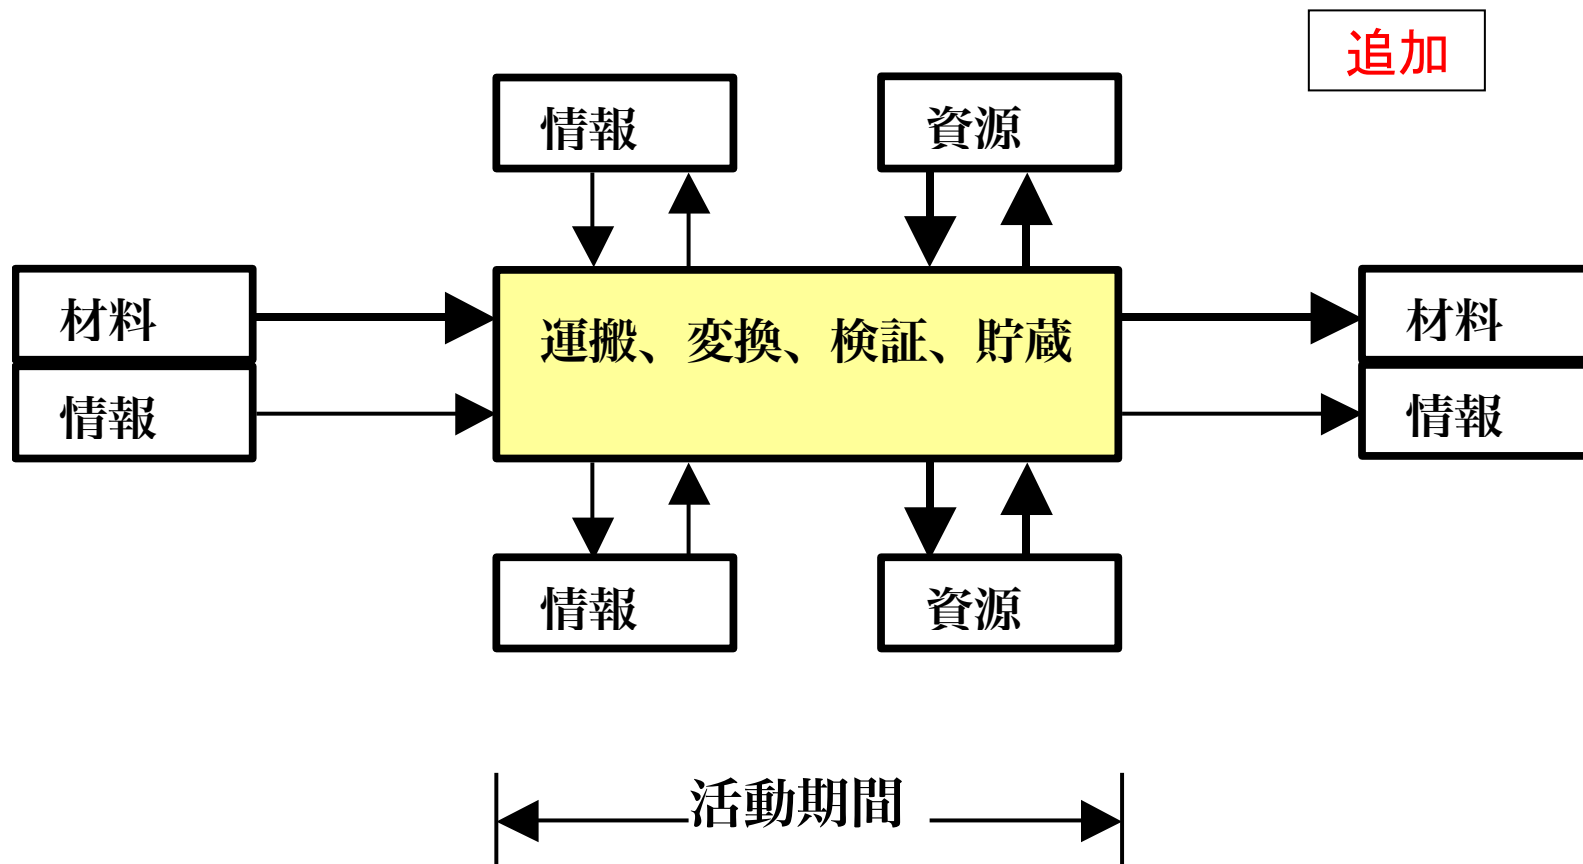 追加
情報
資源
材料
情報
運搬、変換、検証、貯蔵
材料
情報
情報
資源
活動期間